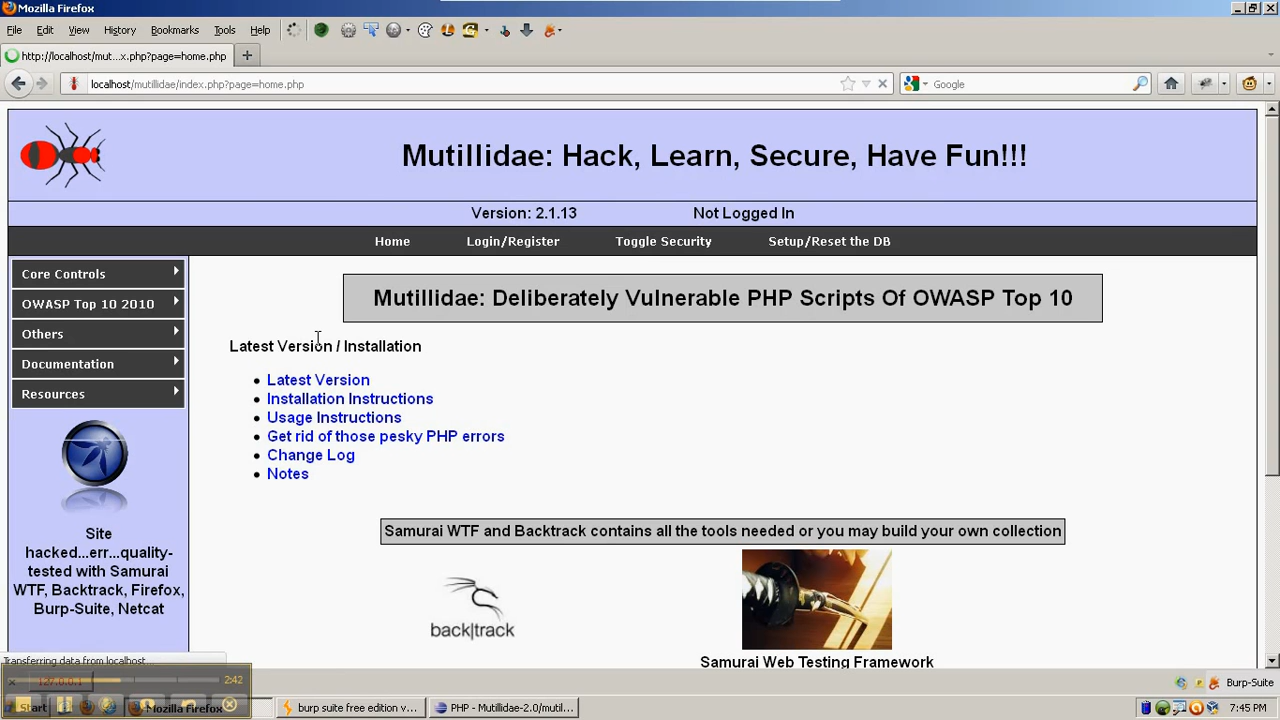 Mozilla Firefox
File Edit View History Bookmarks Tools Help
http://localhost/mut...x.php?page=home.php
localhost/mutillidae/index.php?page=home.php
Google
Mutillidae: Hack, Learn, Secure, Have Fun!!!
Version: 2.1.13 Not Logged In
Home Login/Register Toggle Security Setup/Reset the DB
Core Controls
OWASP Top 10 2010
Others
Documentation
Resources
Site
hacked...err...quality-
tested with Samurai
WTF, Backtrack, Firefox,
Burp-Suite, Netcat
Mutillidae: Deliberately Vulnerable PHP Scripts Of OWASP Top 10
Latest Version / Installation
Latest Version
Installation Instructions
Usage Instructions
Get rid of those pesky PHP errors
Change Log
Notes
Samurai WTF and Backtrack contains all the tools needed or you may build your own collection
back|track
Samurai Web Testing Framework
Transferring data from localhost...
127.0.0.1
2:42
Burp-Suite
Start
Mozilla Firefox
burp suite free edition v...
PHP - Mutillidae-2.0/mutil...
7:45 PM